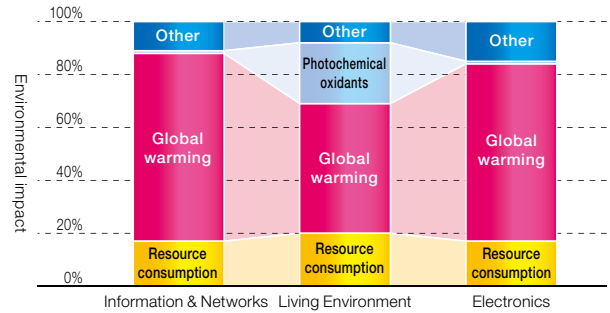 100%
80%
60%
40%
20%
0%
Environmental impact
Other
Global
warming
Resource
consumption
Other
Photochemical
oxidants
Global
warming
Resource
consumption
Other
Global
warming
Resource
consumption
Information & Networks
Living Environment
Electronics